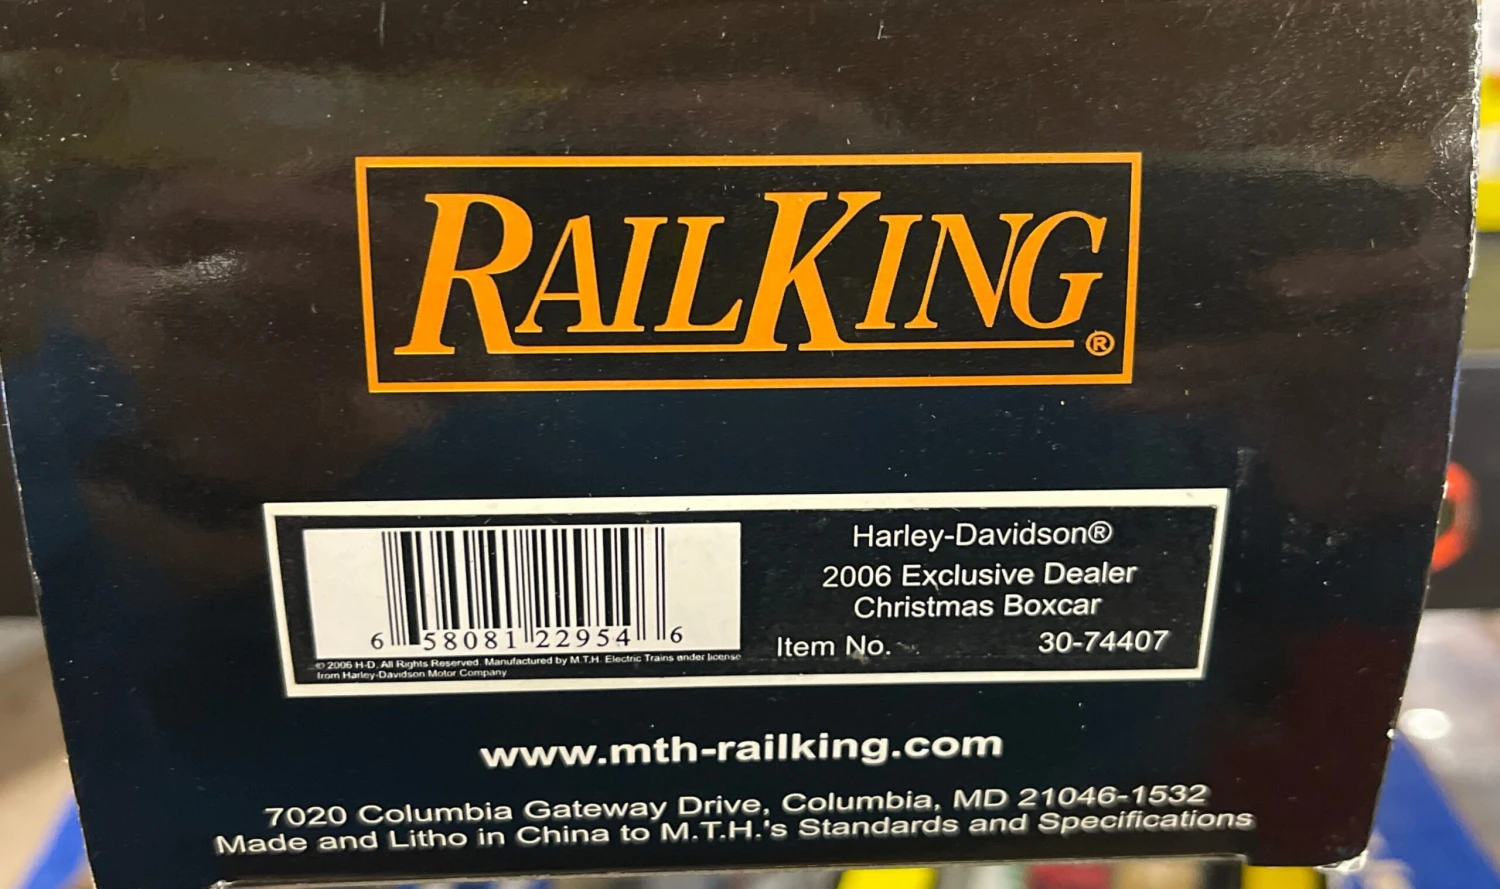 RAILKING®
Harley-Davidson®
2006 Exclusive Dealer
Christmas Boxcar
Item No. 30-74407
6 58081 22954 6
© 2006 H-D, All Rights Reserved. Manufactured by M.T.H. Electric Trains under license
from Harley-Davidson Motor Company
www.mth-railking.com
7020 Columbia Gateway Drive, Columbia, MD 21046-1532
Made and Litho in China to M.T.H.'s Standards and Specifications